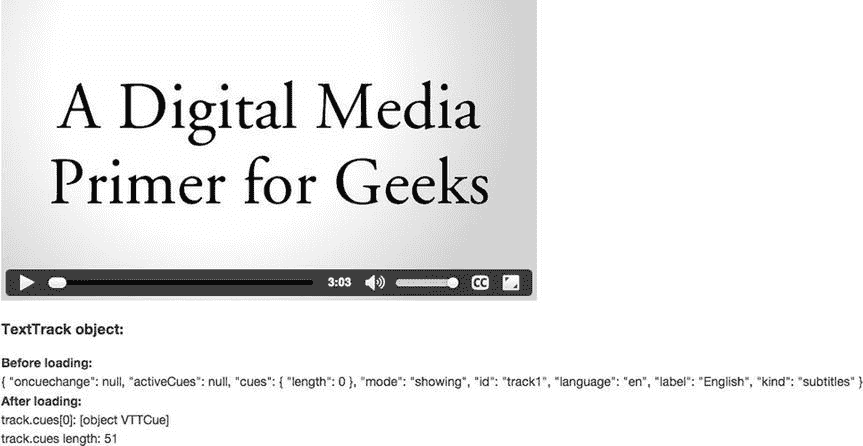 A Digital Media
Primer for Geeks
3:03
CC
TextTrack object:
Before loading:
{ "oncuechange": null, "activeCues": null, "cues": { "length": 0 }, "mode": "showing", "id": "track1", "language": "en", "label": "English", "kind": "subtitles" }
After loading:
track.cues[0]: [object VTTCue]
track.cues length: 51